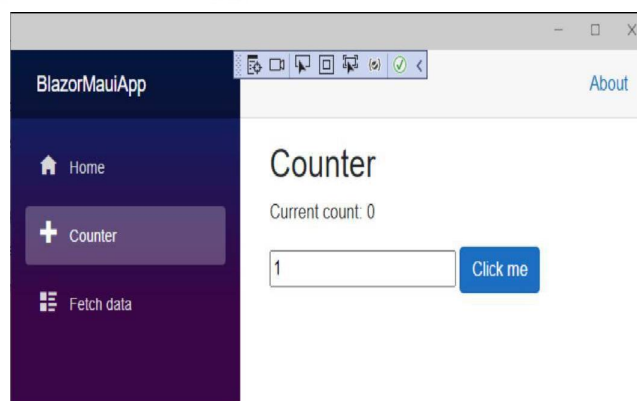 BlazorMauiApp
About
Home
Counter
Fetch data
Counter
Current count: 0
1
Click me